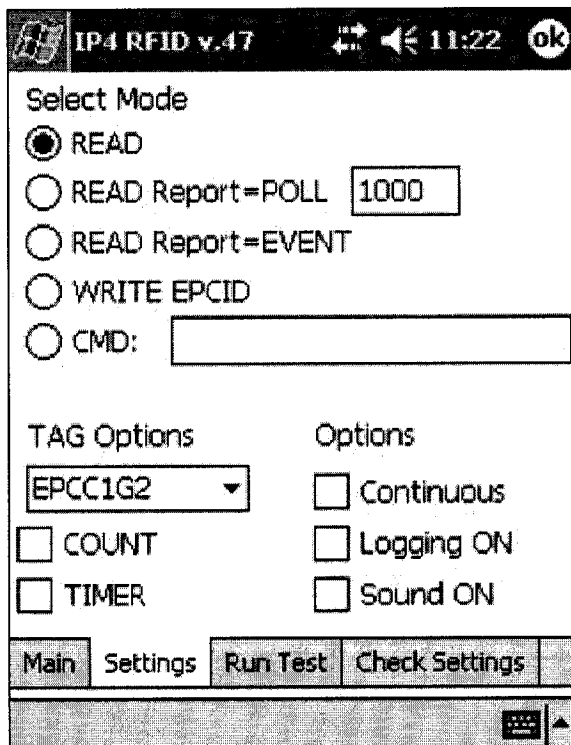 IP4 RFID v.47 11:22 ok
Select Mode
READ
READ Report=POLL 1000
READ Report=EVENT
WRITE EPCID
CMD:
TAG Options Options
EPCC1G2 Continuous
COUNT Logging ON
TIMER Sound ON
Main Settings Run Test Check Settings